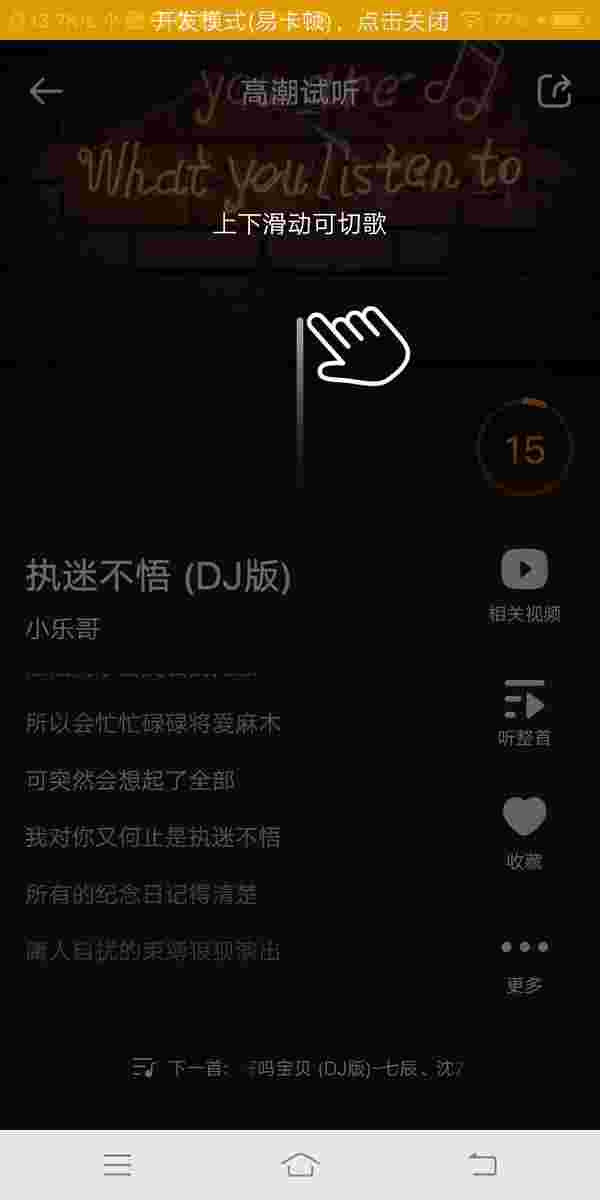 开发模式(易卡顿)，点击关闭
77%
高潮试听
you are
What you listen to
上下滑动可切歌
15
执迷不悟 (DJ版)
小乐哥
相关视频
所以会忙忙碌碌将爱麻木
听整首
可突然会想起了全部
我对你又何止是执迷不悟
收藏
所有的纪念日记得清楚
庸人自扰的束缚狼狈演出
更多
下一首: 吗宝贝 (DJ版)-七辰、沈